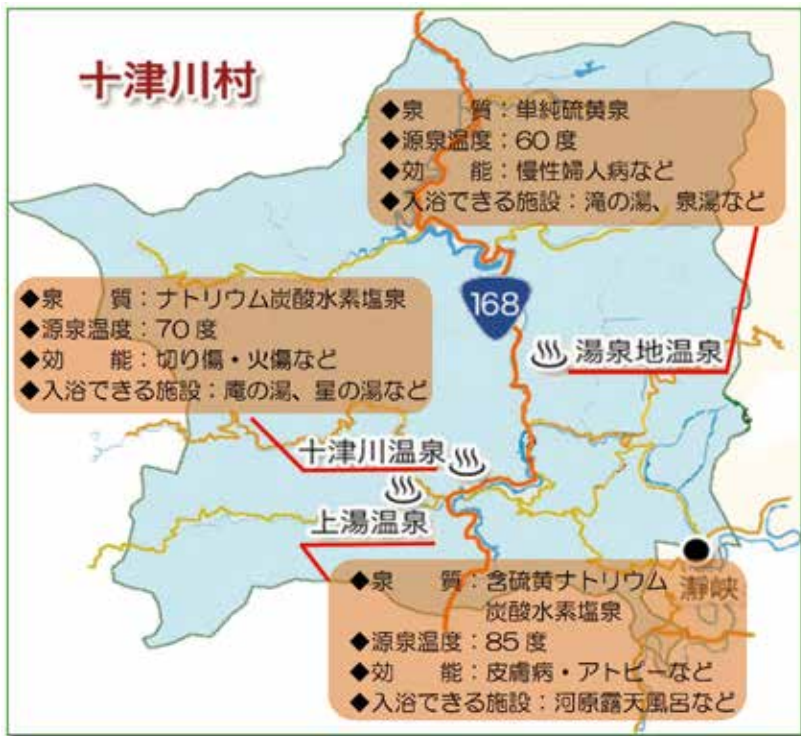 十津川村
◆泉　　質：単純硫黄泉
◆源泉温度：60度
◆効　　能：慢性婦人病など
◆入浴できる施設：滝の湯、泉湯など
◆泉　　質：ナトリウム炭酸水素塩泉
◆源泉温度：70度
◆効　　能：切り傷・火傷など
◆入浴できる施設：庵の湯、星の湯など
168
湯泉地温泉
十津川温泉
上湯温泉
瀞峡
◆泉　　質：含硫黄ナトリウム
炭酸水素塩泉
◆源泉温度：85度
◆効　　能：皮膚病・アトピーなど
◆入浴できる施設：河原露天風呂など